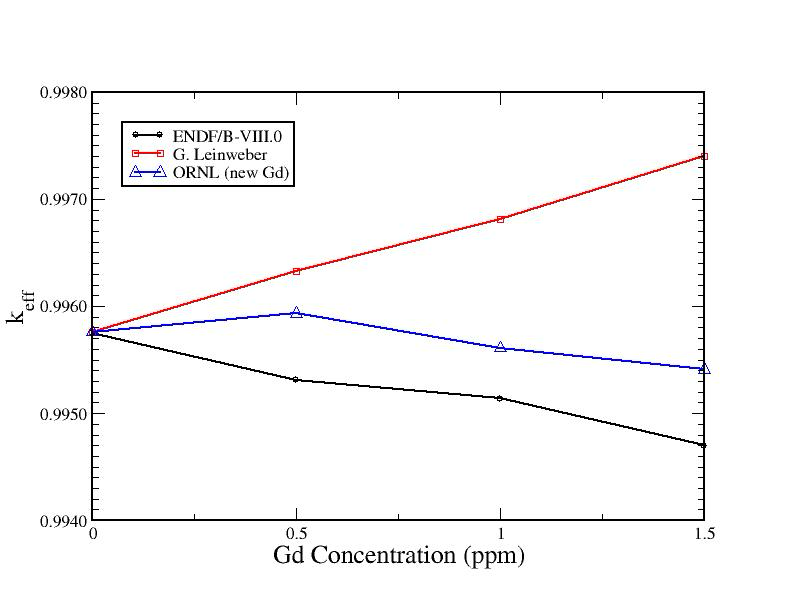 0.9980
0.9970
0.9960
0.9950
0.9940
k_eff
ENDF/B-VIII.0
G. Leinweber
ORNL (new Gd)
0 0.5 1 1.5
Gd Concentration (ppm)